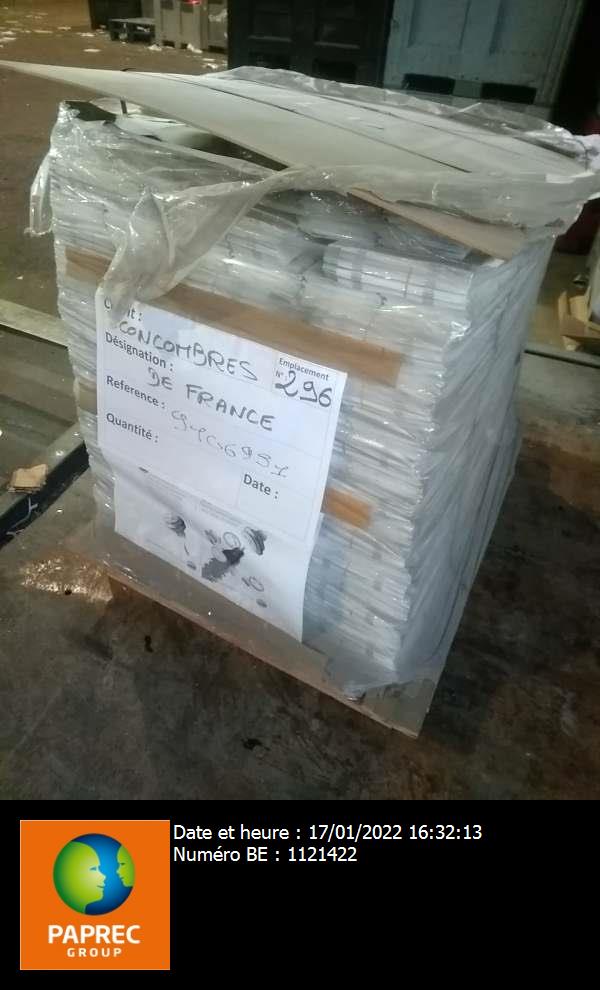 Client :
CONCOMBRES
Désignation :
DE FRANCE
Emplacement
N° : 296
Reference :
Quantité :
Date :
Date et heure : 17/01/2022 16:32:13
Numéro BE : 1121422
PAPREC
GROUP